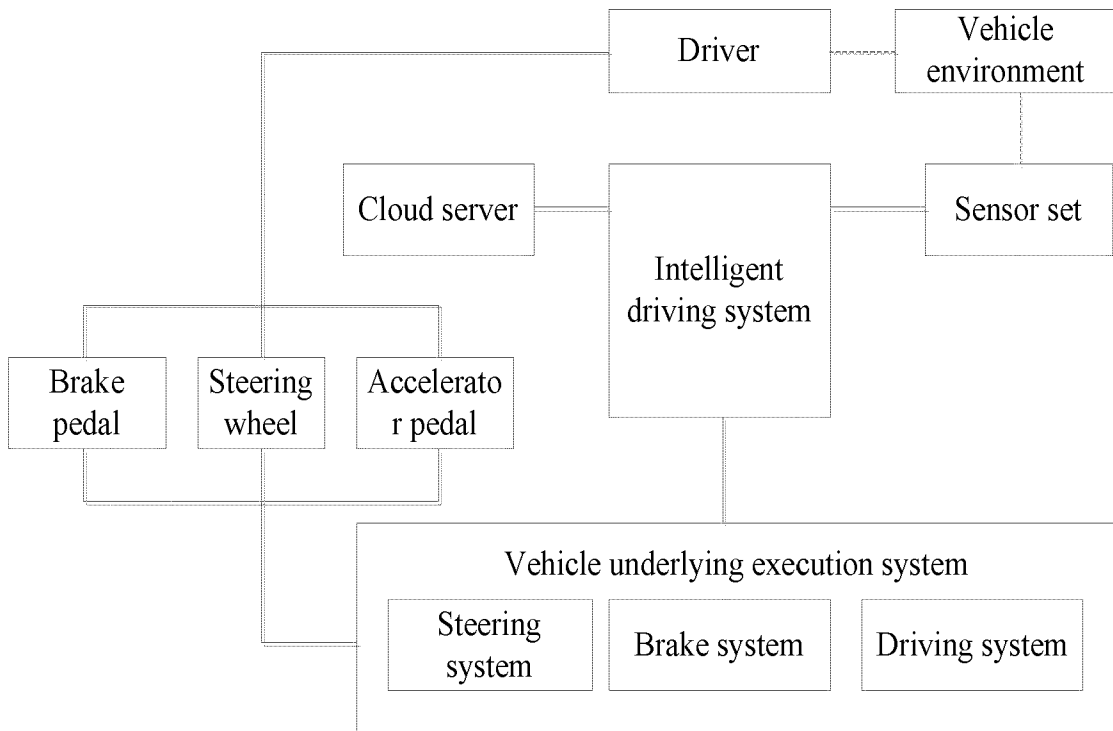 Driver
Vehicle
environment
Cloud server
Sensor set
Intelligent
driving system
Brake
pedal
Steering
wheel
Accelerato
r pedal
Vehicle underlying execution system
Steering
system
Brake system
Driving system